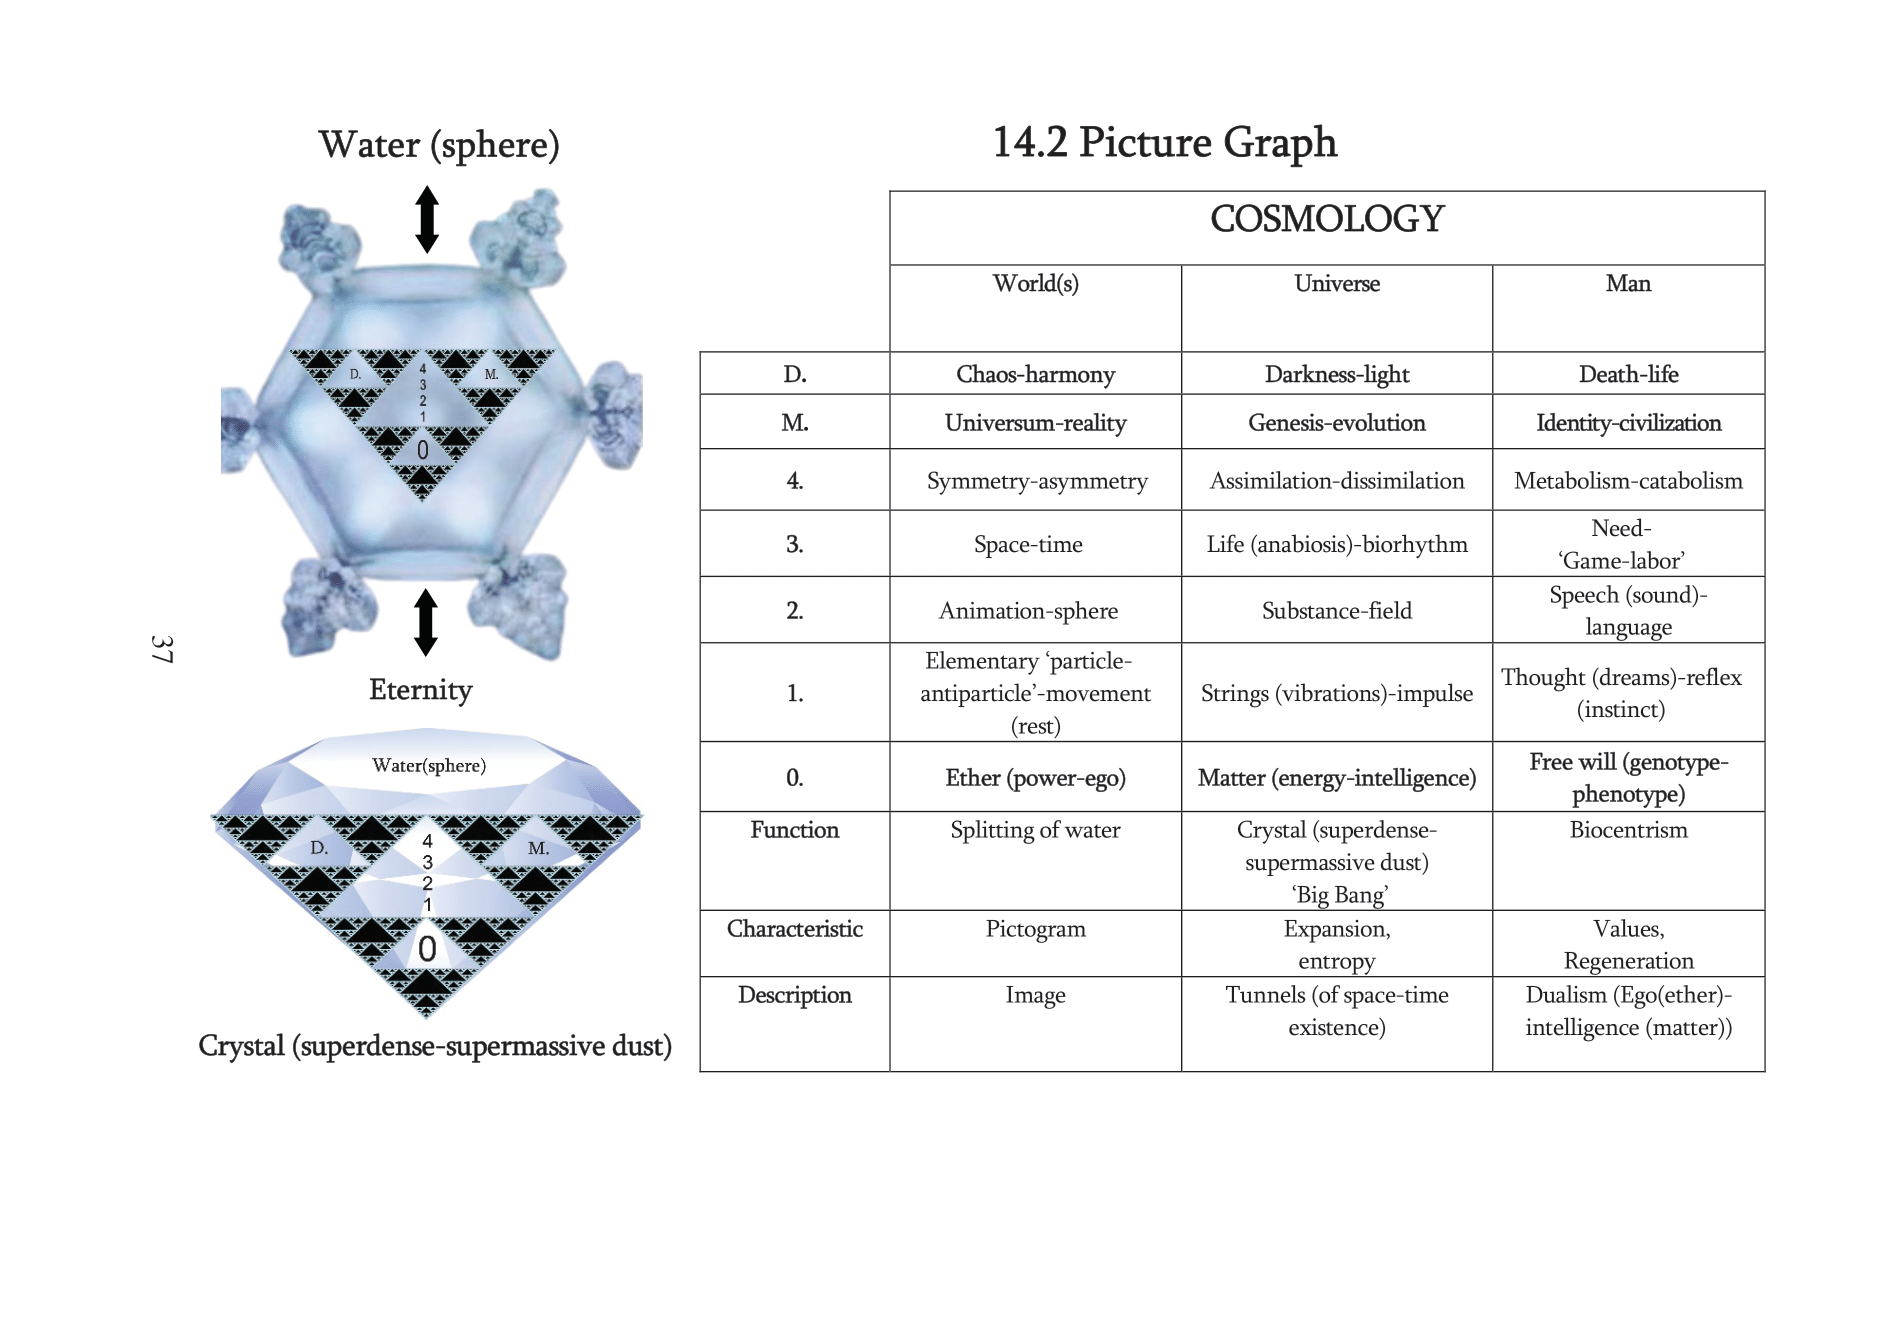 Water (sphere)
D.
M.
4
3
2
1
0
Eternity
Water(sphere)
D.
M.
4
3
2
1
0
Crystal (superdense-supermassive dust)
37
14.2 Picture Graph
COSMOLOGY
World(s)
Universe
Man
D.
Chaos-harmony
Darkness-light
Death-life
M.
Universum-reality
Genesis-evolution
Identity-civilization
4.
Symmetry-asymmetry
Assimilation-dissimilation
Metabolism-catabolism
3.
Space-time
Life (anabiosis)-biorhythm
Need-
‘Game-labor’
2.
Animation-sphere
Substance-field
Speech (sound)-
language
1.
Elementary ‘particle-
antiparticle’-movement
(rest)
Strings (vibrations)-impulse
Thought (dreams)-reflex
(instinct)
0.
Ether (power-ego)
Matter (energy-intelligence)
Free will (genotype-
phenotype)
Function
Splitting of water
Crystal (superdense-
supermassive dust)
‘Big Bang’
Biocentrism
Characteristic
Pictogram
Expansion,
entropy
Values,
Regeneration
Description
Image
Tunnels (of space-time
existence)
Dualism (Ego(ether)-
intelligence (matter))